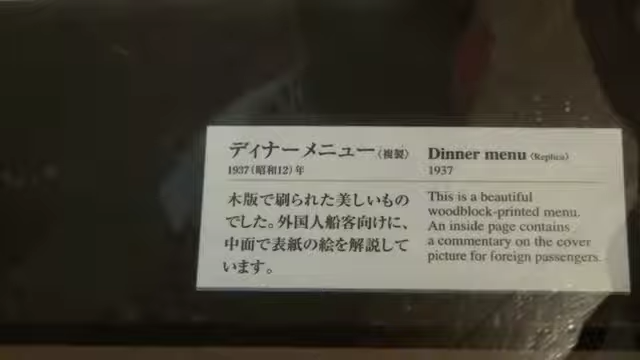 ディナーメニュー〈複製〉
1937(昭和12)年
木版で刷られた美しいもの
でした。外国人船客向けに、
中面で表紙の絵を解説して
います。
Dinner menu 〈Replica〉
1937
This is a beautiful
woodblock-printed menu.
An inside page contains
a commentary on the cover
picture for foreign passengers.